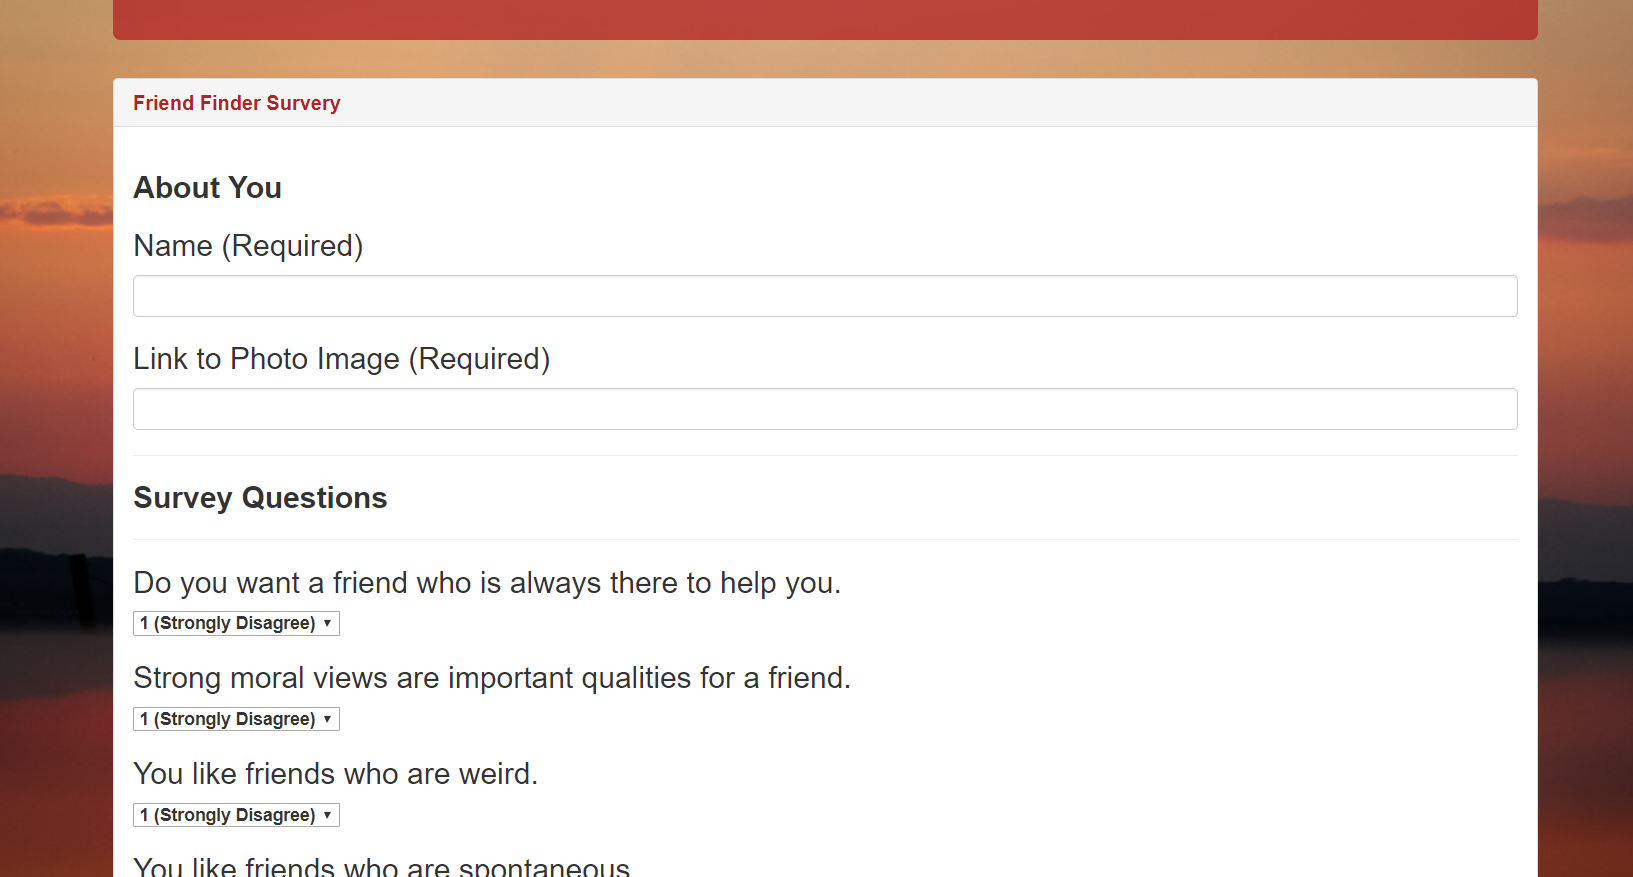 Friend Finder Survery
About You
Name (Required)
Link to Photo Image (Required)
Survey Questions
Do you want a friend who is always there to help you.
1 (Strongly Disagree)
Strong moral views are important qualities for a friend.
1 (Strongly Disagree)
You like friends who are weird.
1 (Strongly Disagree)
You like friends who are spontaneous